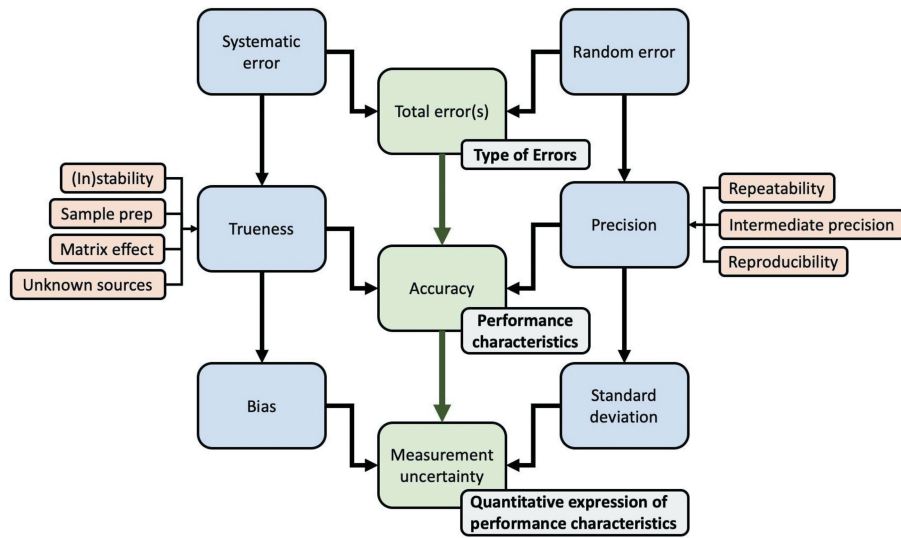 Systematic
error
Random error
Total error(s)
Type of Errors
(In)stability
Sample prep
Matrix effect
Unknown sources
Trueness
Precision
Repeatability
Intermediate precision
Reproducibility
Accuracy
Performance
characteristics
Bias
Standard
deviation
Measurement
uncertainty
Quantitative expression of
performance characteristics